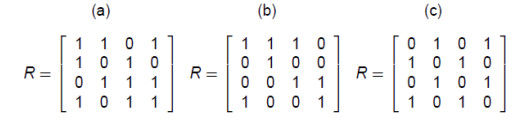 (a) (b) (c)
1 1 0 1 1 1 1 0 0 1 0 1
1 0 1 0 0 1 0 0 1 0 1 0
R = R = R =
0 1 1 1 0 0 1 1 0 1 0 1
1 0 1 1 1 0 0 1 1 0 1 0